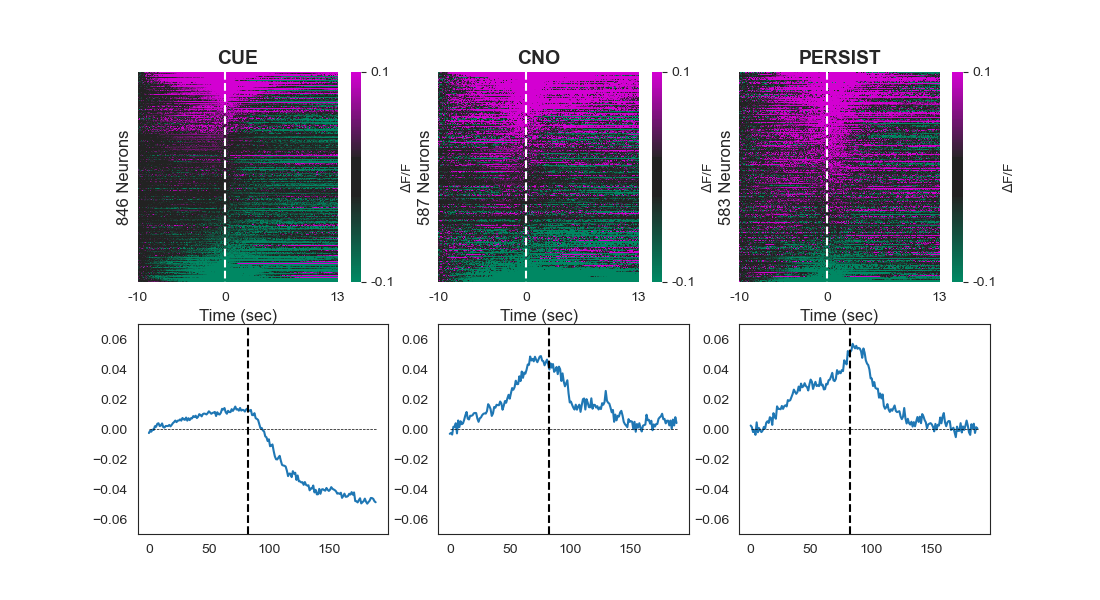 CUE
CNO
PERSIST
846 Neurons
0.1
-0.1
ΔF/F
587 Neurons
0.1
-0.1
ΔF/F
583 Neurons
0.1
-0.1
ΔF/F
-10 0 13
-10 0 13
-10 0 13
Time (sec)
Time (sec)
Time (sec)
0.06
0.04
0.02
0.00
−0.02
−0.04
−0.06
0 50 100 150
0.06
0.04
0.02
0.00
−0.02
−0.04
−0.06
0 50 100 150
0.06
0.04
0.02
0.00
−0.02
−0.04
−0.06
0 50 100 150